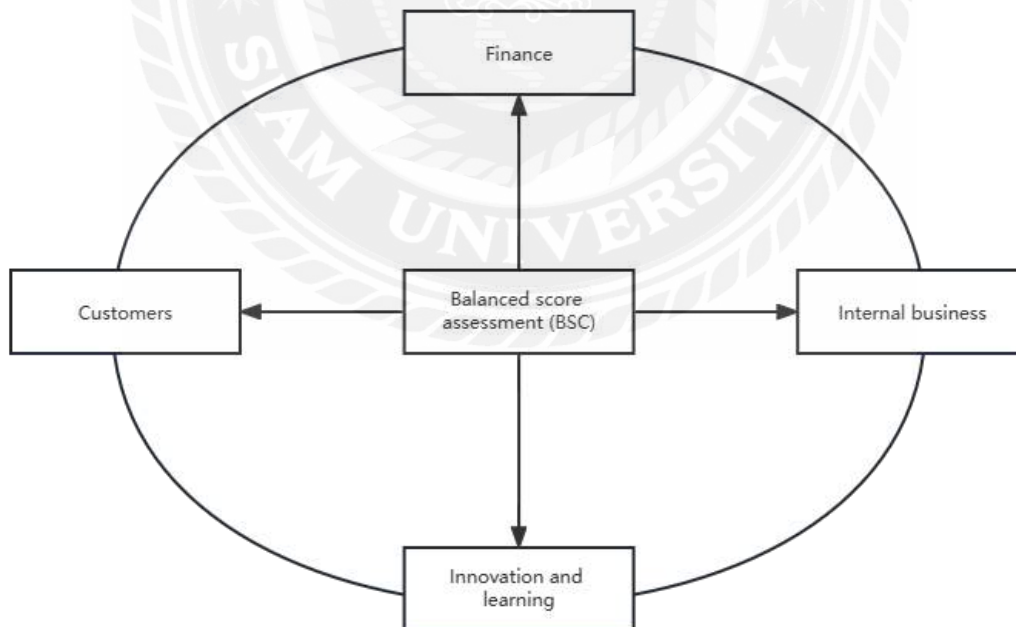 Finance
SIAM UNIVERSITY
Customers
Balanced score
assessment (BSC)
Internal business
Innovation and
learning